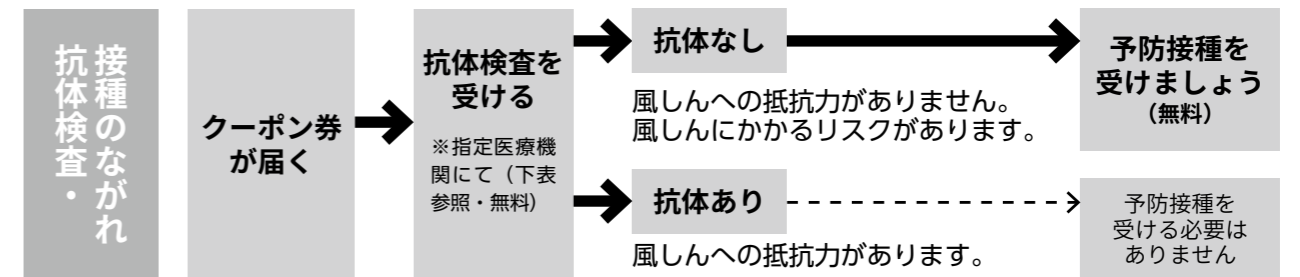 抗体検査・
接種のながれ
クーポン券
が届く
抗体検査を
受ける
※指定医療機
関にて（下表
参照・無料）
抗体なし
風しんへの抵抗力がありません。
風しんにかかるリスクがあります。
予防接種を
受けましょう
（無料）
抗体あり
風しんへの抵抗力があります。
予防接種を
受ける必要は
ありません